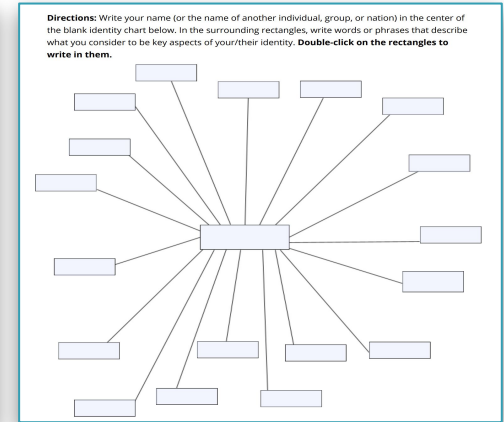 Directions: Write your name (or the name of another individual, group, or nation) in the center of
the blank identity chart below. In the surrounding rectangles, write words or phrases that describe
what you consider to be key aspects of your/their identity. Double-click on the rectangles to
write in them.